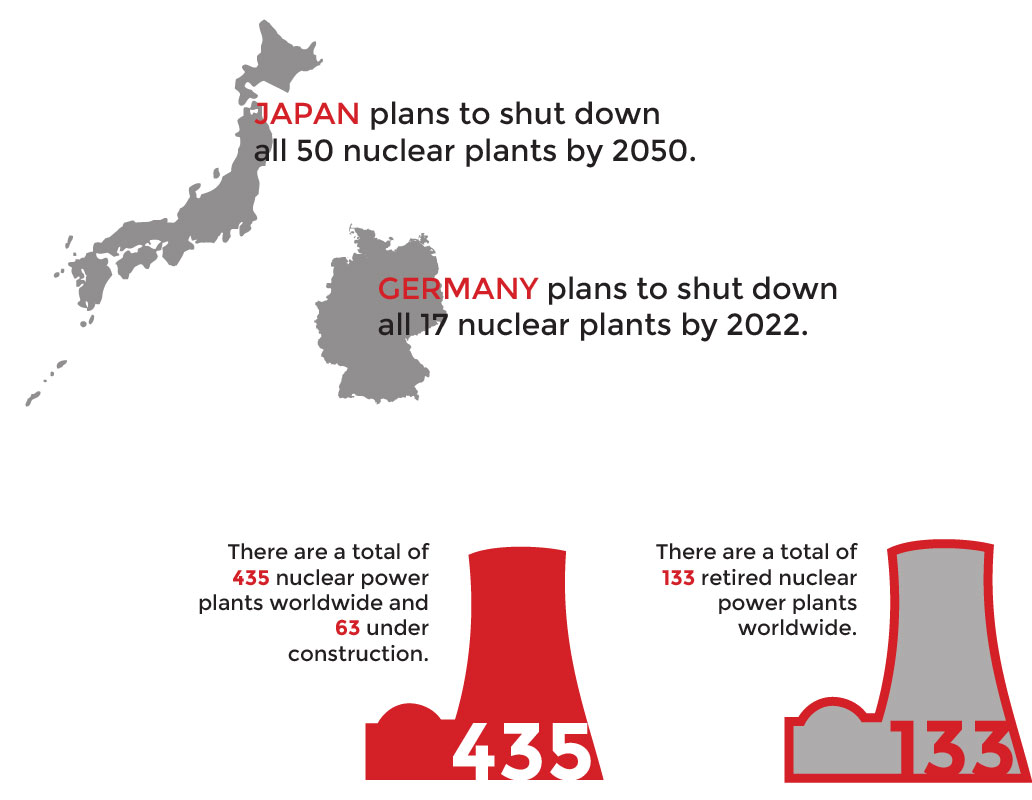 JAPAN plans to shut down
all 50 nuclear plants by 2050.
GERMANY plans to shut down
all 17 nuclear plants by 2022.
There are a total of
435 nuclear power
plants worldwide and
63 under
construction.
435
There are a total of
133 retired nuclear
power plants
worldwide.
133